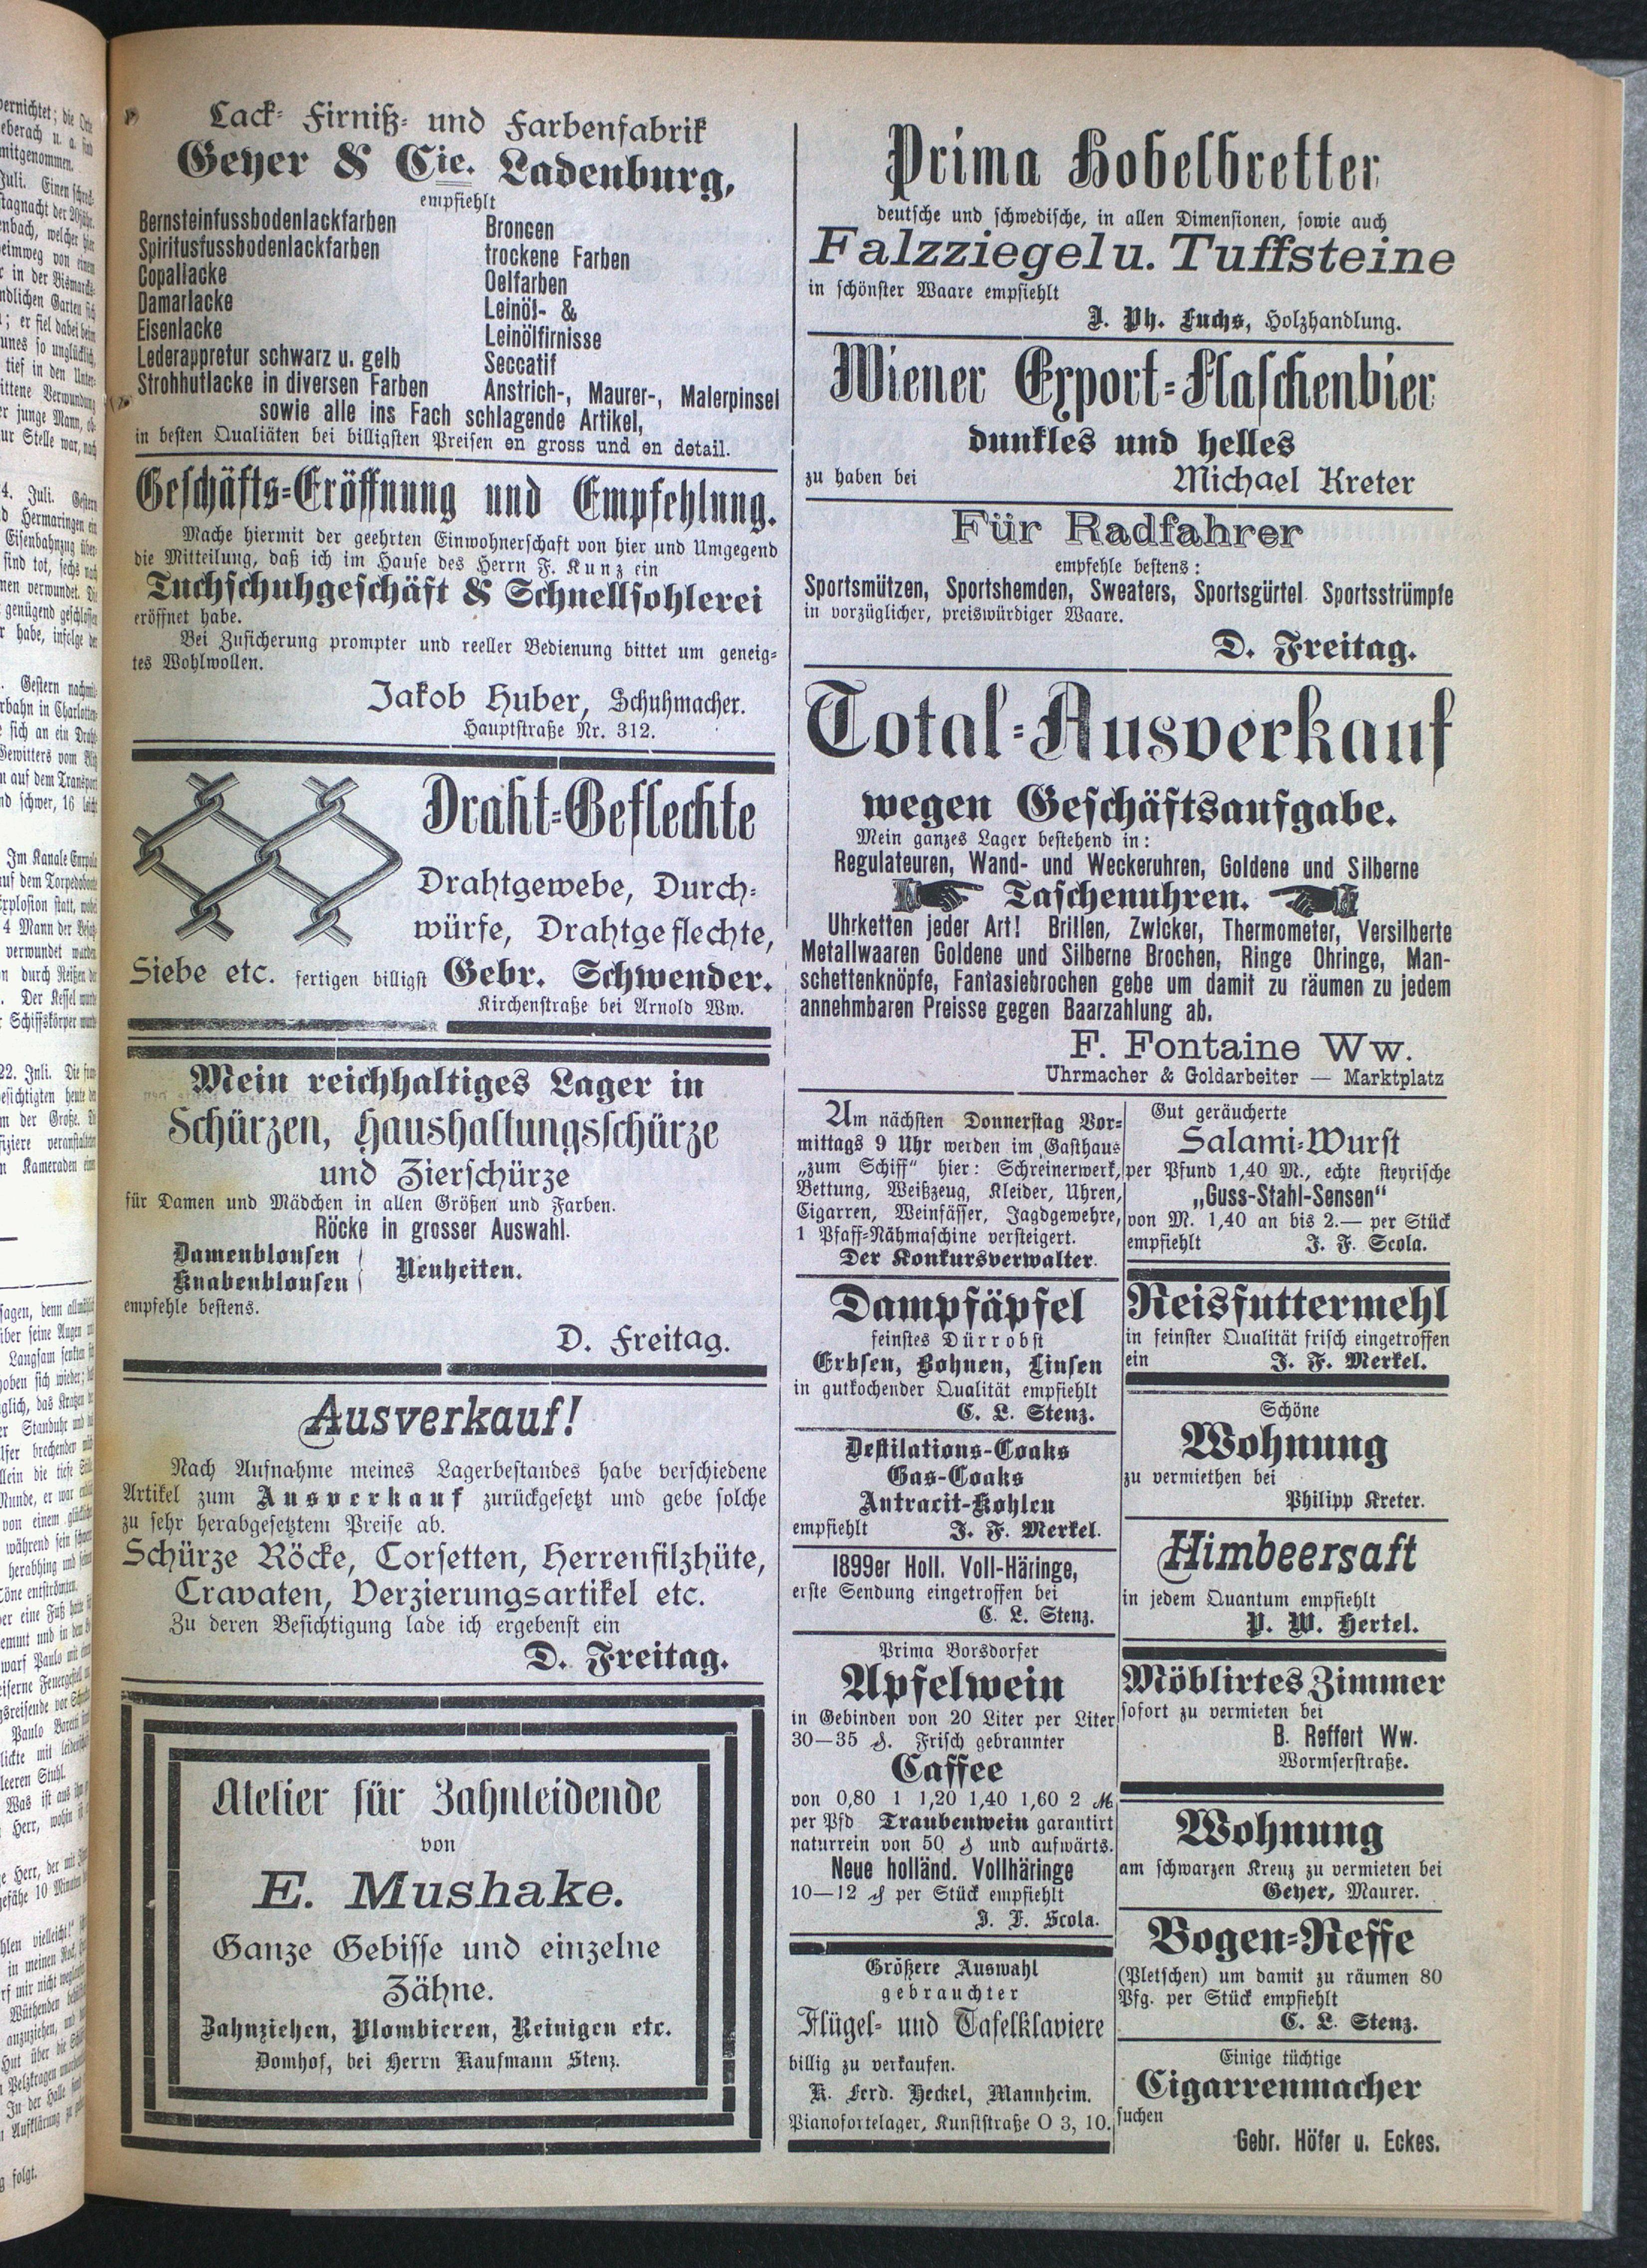 Lack- Firniß- und Farbenfabrik
Geyer & Cie. Ladenburg,
empfiehlt
Bernsteinfussbodenlackfarben
Spiritusfussbodenlackfarben
Copallacke
Damarlacke
Eisenlacke
Lederappretur schwarz u. gelb
Strohhutlacke in diversen Farben
Broncen
trockene Farben
Oelfarben
Leinöl- &
Leinölfirnisse
Seccatif
Anstrich-, Maurer-, Malerpinsel
sowie alle ins Fach schlagende Artikel,
in besten Qualiäten bei billigsten Preisen en gross und en detail.
Geschäfts-Eröffnung und Empfehlung.
Mache hiermit der geehrten Einwohnerschaft von hier und Umgegend
die Mitteilung, daß ich im Hause des Herrn F. Kunz ein
Tuchschuhgeschäft & Schnellsohlerei
eröffnet habe.
Bei Zusicherung prompter und reeller Bedienung bittet um geneig-
tes Wohlwollen.
Jakob Huber, Schuhmacher.
Hauptstraße Nr. 312.
Draht-Geflechte
Drahtgewebe, Durch-
würfe, Drahtgeflechte,
Siebe etc. fertigen billigst Gebr. Schwender.
Kirchenstraße bei Arnold Ww.
Mein reichhaltiges Lager in
Schürzen, Haushaltungsschürze
und Zierschürze
für Damen und Mädchen in allen Größen und Farben.
Röcke in grosser Auswahl.
Damenblousen
Knabenblousen
Neuheiten.
empfehle bestens.
D. Freitag.
Ausverkauf!
Nach Aufnahme meines Lagerbestandes habe verschiedene
Artikel zum Ausverkauf zurückgesetzt und gebe solche
zu sehr herabgesetztem Preise ab.
Schürze Röcke, Corsetten, Herrenfilzhüte,
Cravaten, Verzierungsartikel etc.
Zu deren Besichtigung lade ich ergebenst ein
D. Freitag.
Atelier für Zahnleidende
von
E. Mushake.
Ganze Gebisse und einzelne
Zähne.
Zahnziehen, Plombieren, Reinigen etc.
Domhof, bei Herrn Kaufmann Stenz.
Prima Hobelbretter
deutsche und schwedische, in allen Dimensionen, sowie auch
Falzziegel u. Tuffsteine
in schönster Waare empfiehlt
J. Ph. Fuchs, Holzhandlung.
Wiener Export-Flaschenbier
dunkles und helles
zu haben bei Michael Kreter
Für Radfahrer
empfehle bestens:
Sportsmützen, Sportshemden, Sweaters, Sportsgürtel Sportsstrümpfe
in vorzüglicher, preiswürdiger Waare.
D. Freitag.
Total-Ausverkauf
wegen Geschäftsaufgabe.
Mein ganzes Lager bestehend in:
Regulateuren, Wand- und Weckeruhren, Goldene und Silberne
Taschenuhren.
Uhrketten jeder Art! Brillen, Zwicker, Thermometer, Versilberte
Metallwaaren Goldene und Silberne Brochen, Ringe Ohringe, Man-
schettenknöpfe, Fantasiebrochen gebe um damit zu räumen zu jedem
annehmbaren Preisse gegen Baarzahlung ab.
F. Fontaine Ww.
Uhrmacher & Goldarbeiter — Marktplatz
Am nächsten Donnerstag Vor-
mittags 9 Uhr werden im Gasthaus
„zum Schiff“ hier: Schreinerwerk,
Bettung, Weißzeug, Kleider, Uhren,
Cigarren, Weinfässer, Jagdgewehre,
1 Pfaff-Nähmaschine versteigert.
Der Konkursverwalter.
Dampfäpfel
feinstes Dürrobst
Erbsen, Bohnen, Linsen
in gutkochender Qualität empfiehlt
C. L. Stenz.
Destilations-Coaks
Gas-Coaks
Antracit-Kohlen
empfiehlt J. F. Merkel.
1899er Holl. Voll-Häringe,
erste Sendung eingetroffen bei
C. L. Stenz.
Prima Borsdorfer
Apfelwein
in Gebinden von 20 Liter per Liter
30—35 ₰. Frisch gebrannter
Caffee
von 0,80 1 1,20 1,40 1,60 2 ℳ
per Pfd Traubenwein garantirt
naturrein von 50 ₰ und aufwärts.
Neue holländ. Vollhäringe
10—12 ₰ per Stück empfiehlt
J. F. Scola.
Größere Auswahl
gebrauchter
Flügel- und Tafelklaviere
billig zu verkaufen.
K. Ferd. Heckel, Mannheim.
Pianofortelager, Kunststraße O 3, 10.
Gut geräucherte
Salami-Wurst
per Pfund 1,40 M., echte steyrische
„Guss-Stahl-Sensen“
von M. 1,40 an bis 2.— per Stück
empfiehlt J. F. Scola.
Reisfuttermehl
in feinster Qualität frisch eingetroffen
ein J. F. Merkel.
Schöne
Wohnung
zu vermiethen bei
Philipp Kreter.
Himbeersaft
in jedem Quantum empfiehlt
P. W. Hertel.
Möblirtes Zimmer
sofort zu vermieten bei
B. Reffert Ww.
Wormserstraße.
Wohnung
am schwarzen Kreuz zu vermieten bei
Geyer, Maurer.
Bogen-Reffe
(Pletschen) um damit zu räumen 80
Pfg. per Stück empfiehlt
C. L. Stenz.
Einige tüchtige
Cigarrenmacher
suchen
Gebr. Höfer u. Eckes.